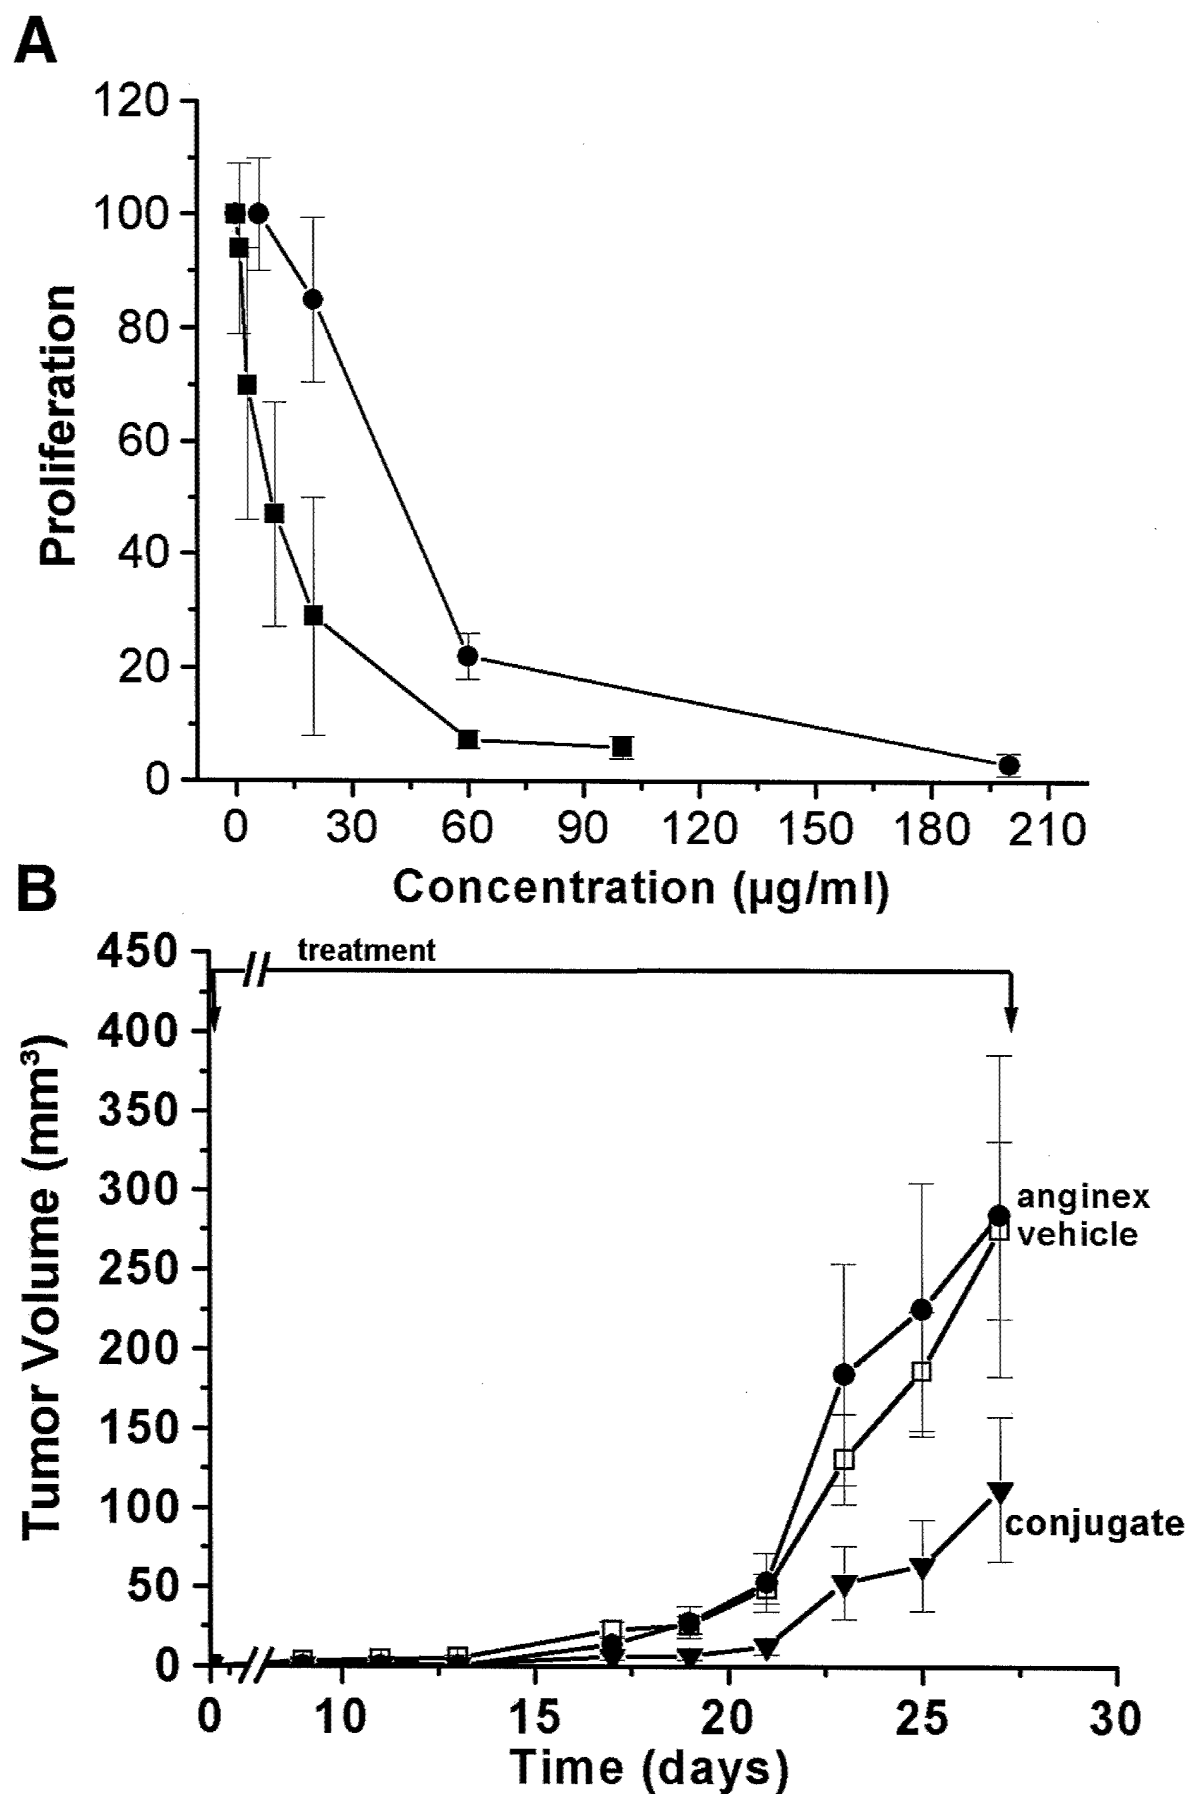 A
120
100
80
60
40
20
0
Proliferation
0 30 60 90 120 150 180 210
Concentration (µg/ml)
B
450
400
350
300
250
200
150
100
50
0
Tumor Volume (mm³)
treatment
anginex
vehicle
conjugate
0 10 15 20 25 30
Time (days)